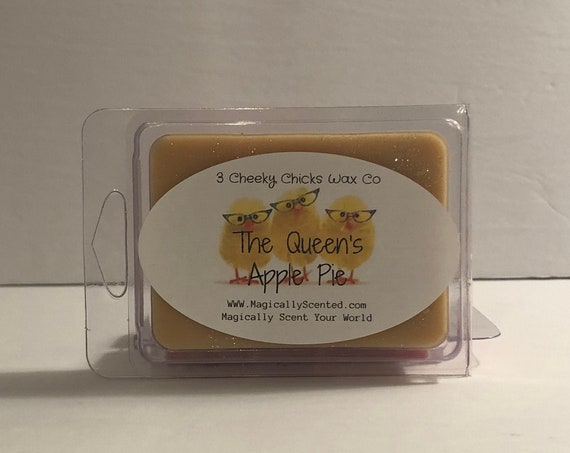 3 Cheeky Chicks Wax Co
The Queen's
Apple Pie
WWW.MagicallyScented.com
Magically Scent Your World